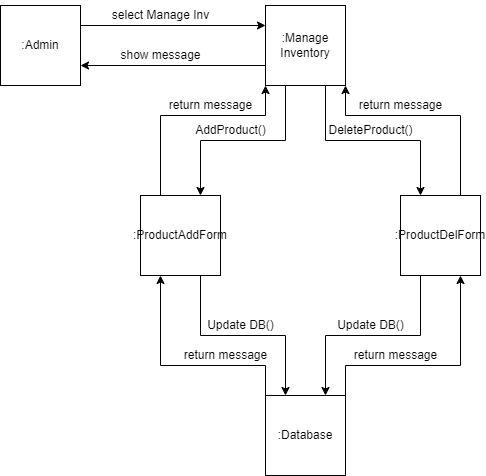 select Manage Inv
:Admin
:Manage
Inventory
show message
return message
return message
AddProduct()
DeleteProduct()
:ProductAddForm
:ProductDelForm
Update DB()
Update DB()
return message
return message
:Database